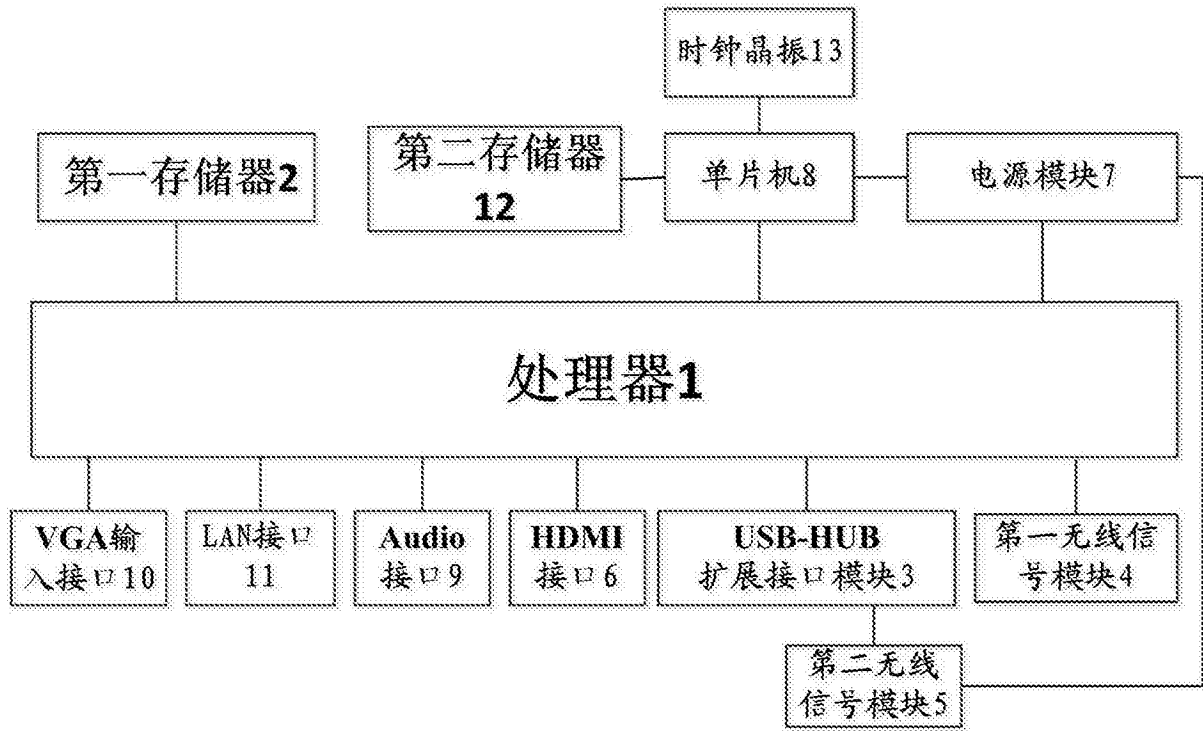 时钟晶振13
第一存储器2
第二存储器
12
单片机8
电源模块7
处理器1
VGA输
入接口10
LAN接口
11
Audio
接口9
HDMI
接口6
USB-HUB
扩展接口模块3
第一无线信
号模块4
第二无线
信号模块5